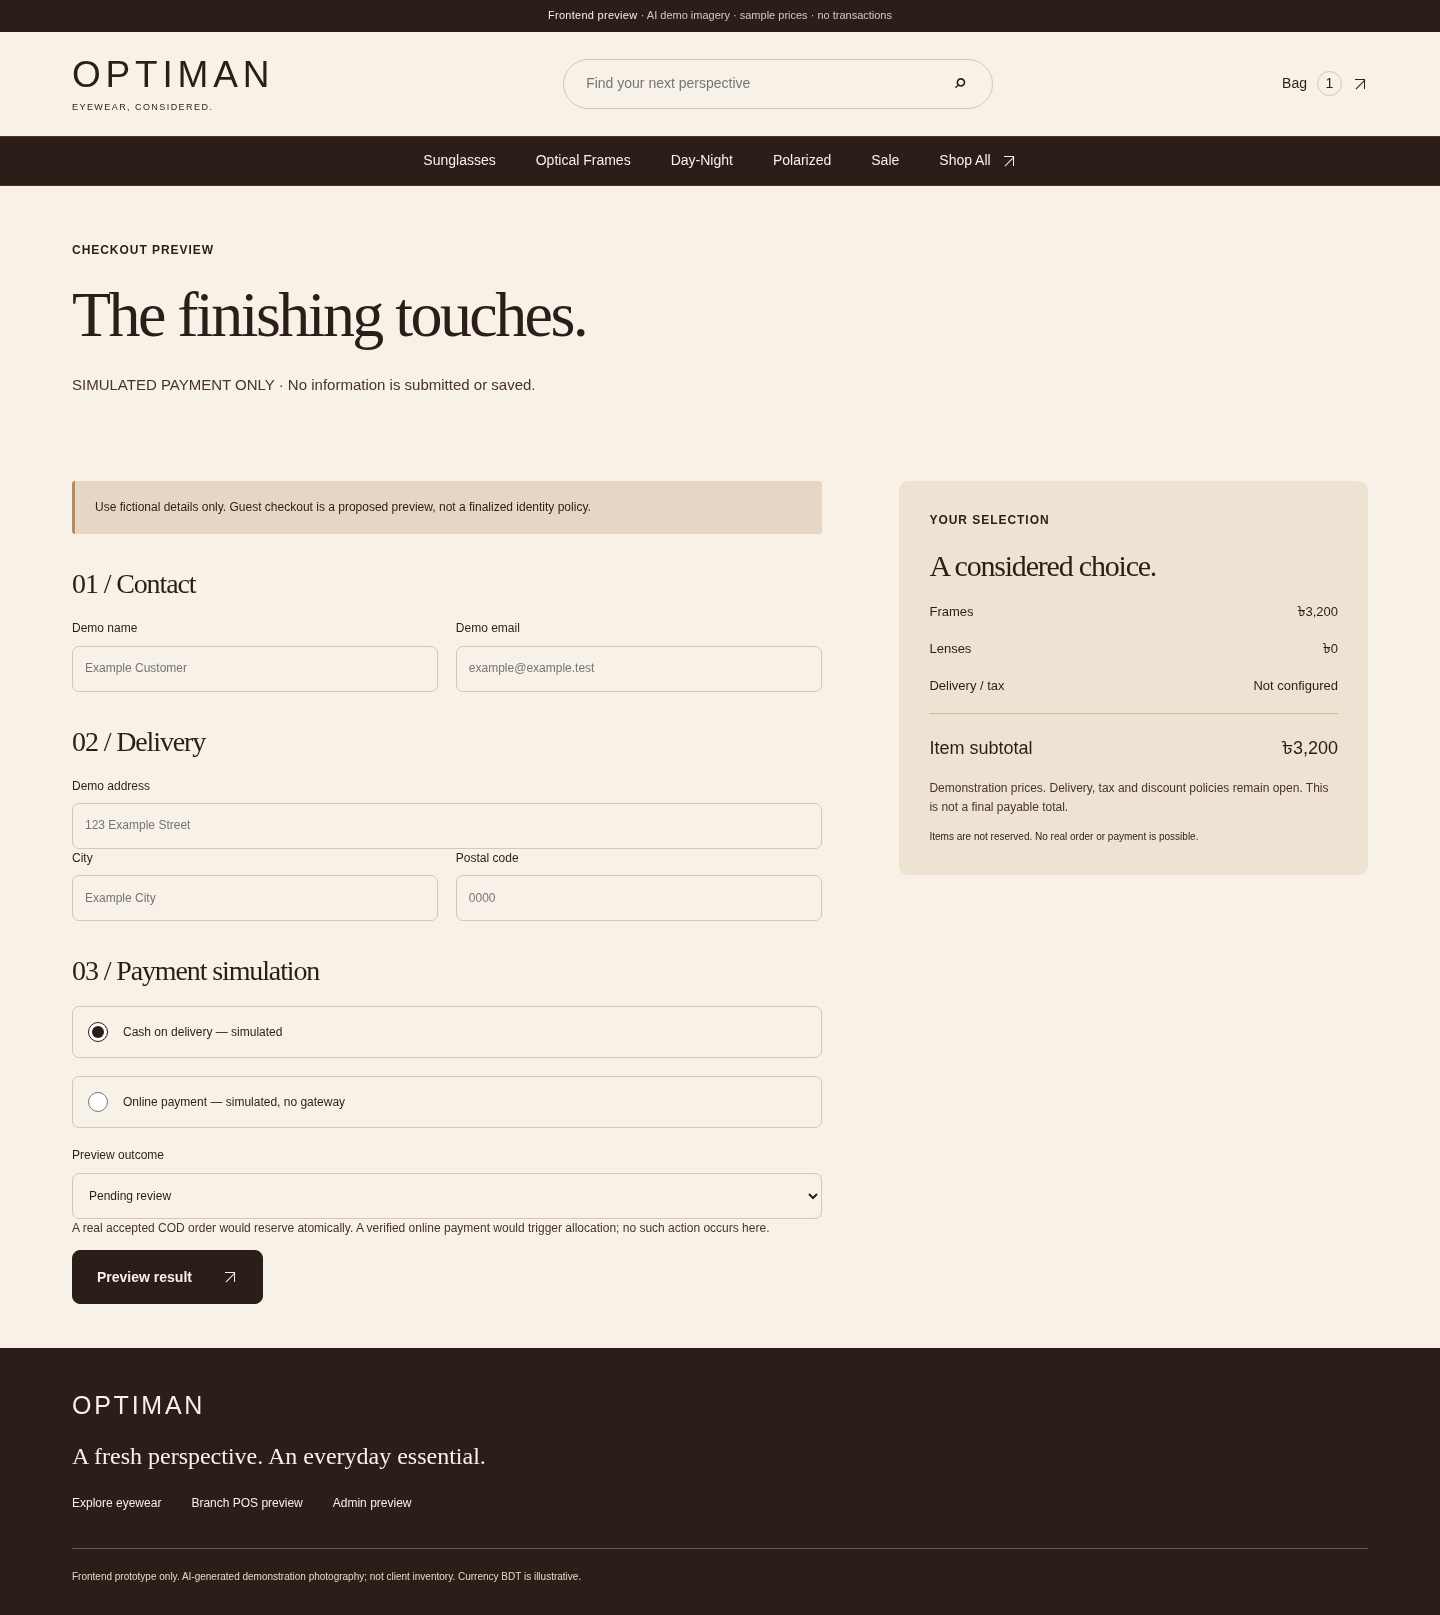 Frontend preview · AI demo imagery · sample prices · no transactions
OPTIMAN
EYEWEAR, CONSIDERED.
Find your next perspective
Bag 1
Sunglasses Optical Frames Day-Night Polarized Sale Shop All
CHECKOUT PREVIEW
The finishing touches.
SIMULATED PAYMENT ONLY · No information is submitted or saved.
Use fictional details only. Guest checkout is a proposed preview, not a finalized identity policy.
01 / Contact
Demo name Demo email
Example Customer example@example.test
02 / Delivery
Demo address
123 Example Street
City Postal code
Example City 0000
03 / Payment simulation
Cash on delivery — simulated
Online payment — simulated, no gateway
Preview outcome
Pending review
A real accepted COD order would reserve atomically. A verified online payment would trigger allocation; no such action occurs here.
Preview result
YOUR SELECTION
A considered choice.
Frames ৳3,200
Lenses ৳0
Delivery / tax Not configured
Item subtotal ৳3,200
Demonstration prices. Delivery, tax and discount policies remain open. This
is not a final payable total.
Items are not reserved. No real order or payment is possible.
OPTIMAN
A fresh perspective. An everyday essential.
Explore eyewear Branch POS preview Admin preview
Frontend prototype only. AI-generated demonstration photography; not client inventory. Currency BDT is illustrative.